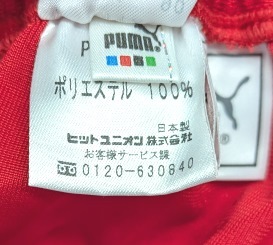 PUMA
ポリエステル 100%
日本製
ヒットユニオン株式会社
お客様サービス課
0120-630840